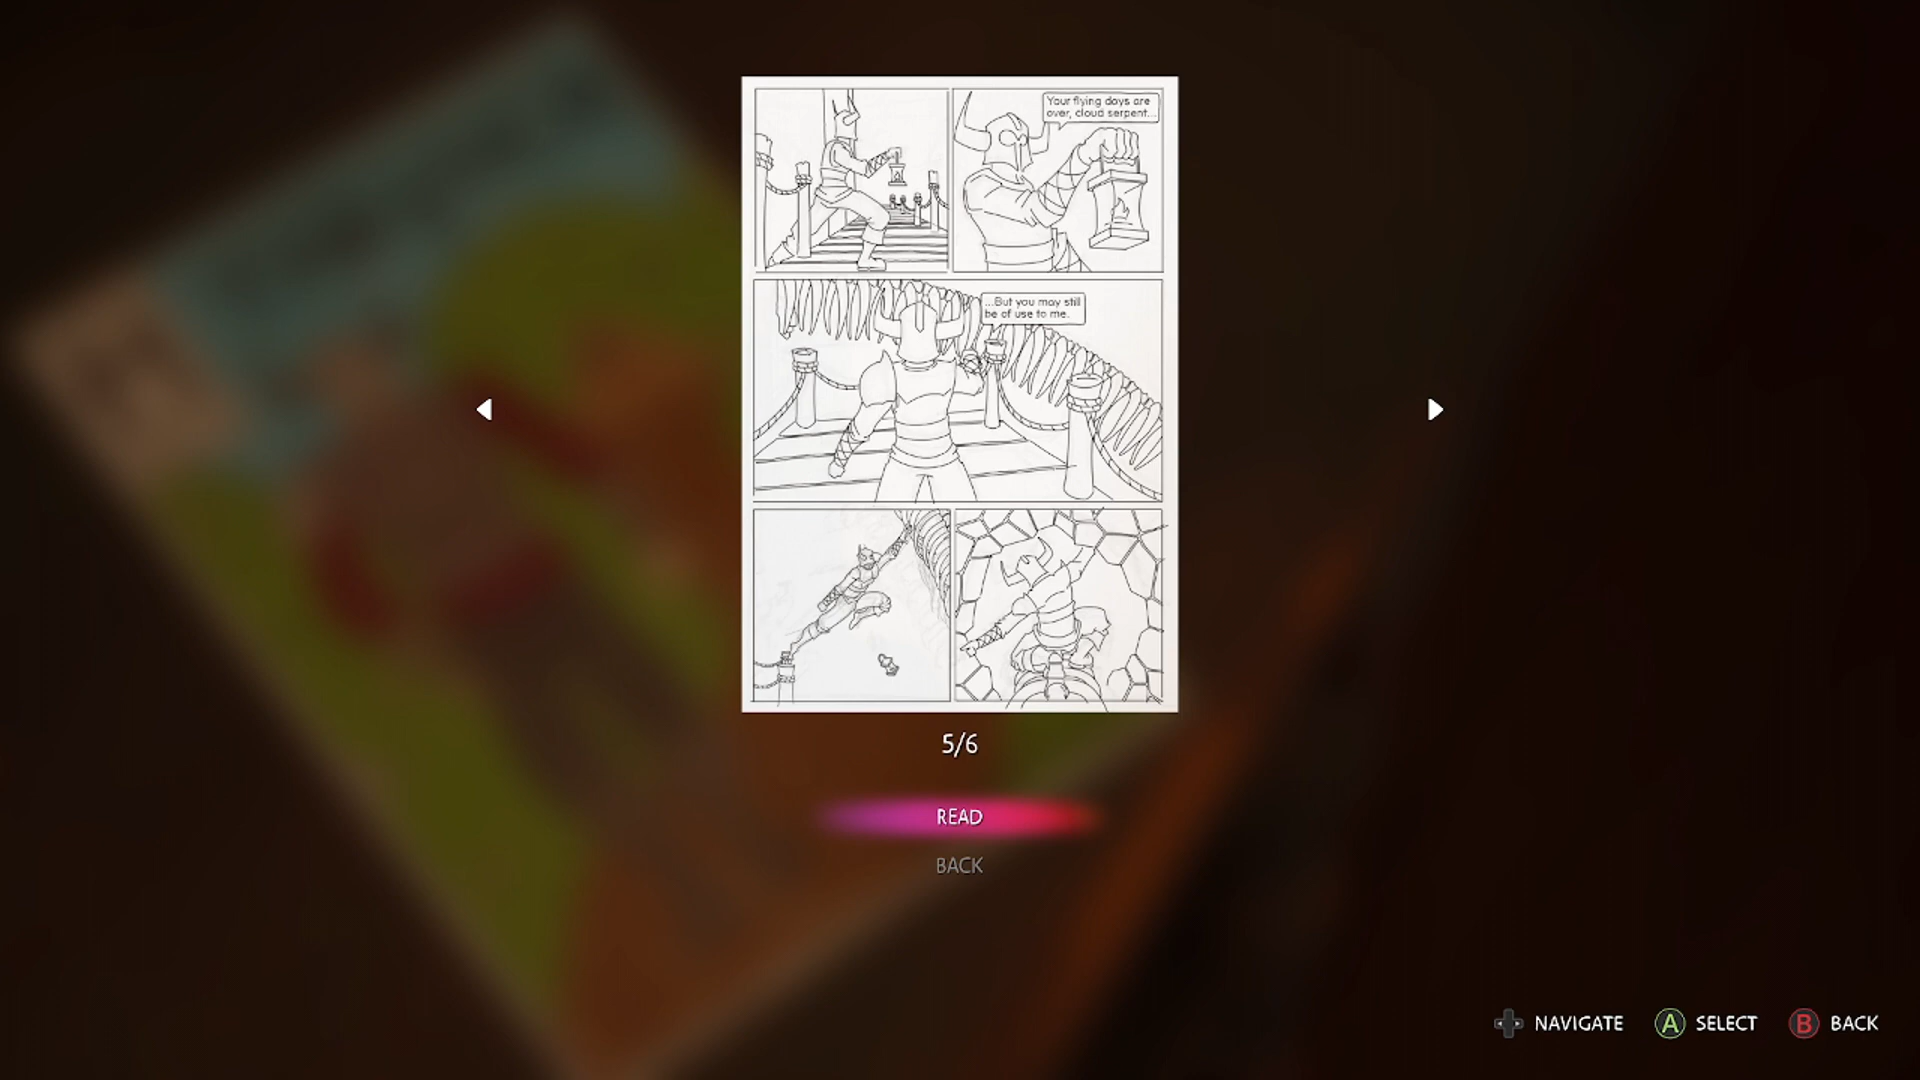 Your flying days are
over, cloud serpent...
...But you may still
be of use to me.
5/6
READ
BACK
NAVIGATE
A SELECT
B BACK